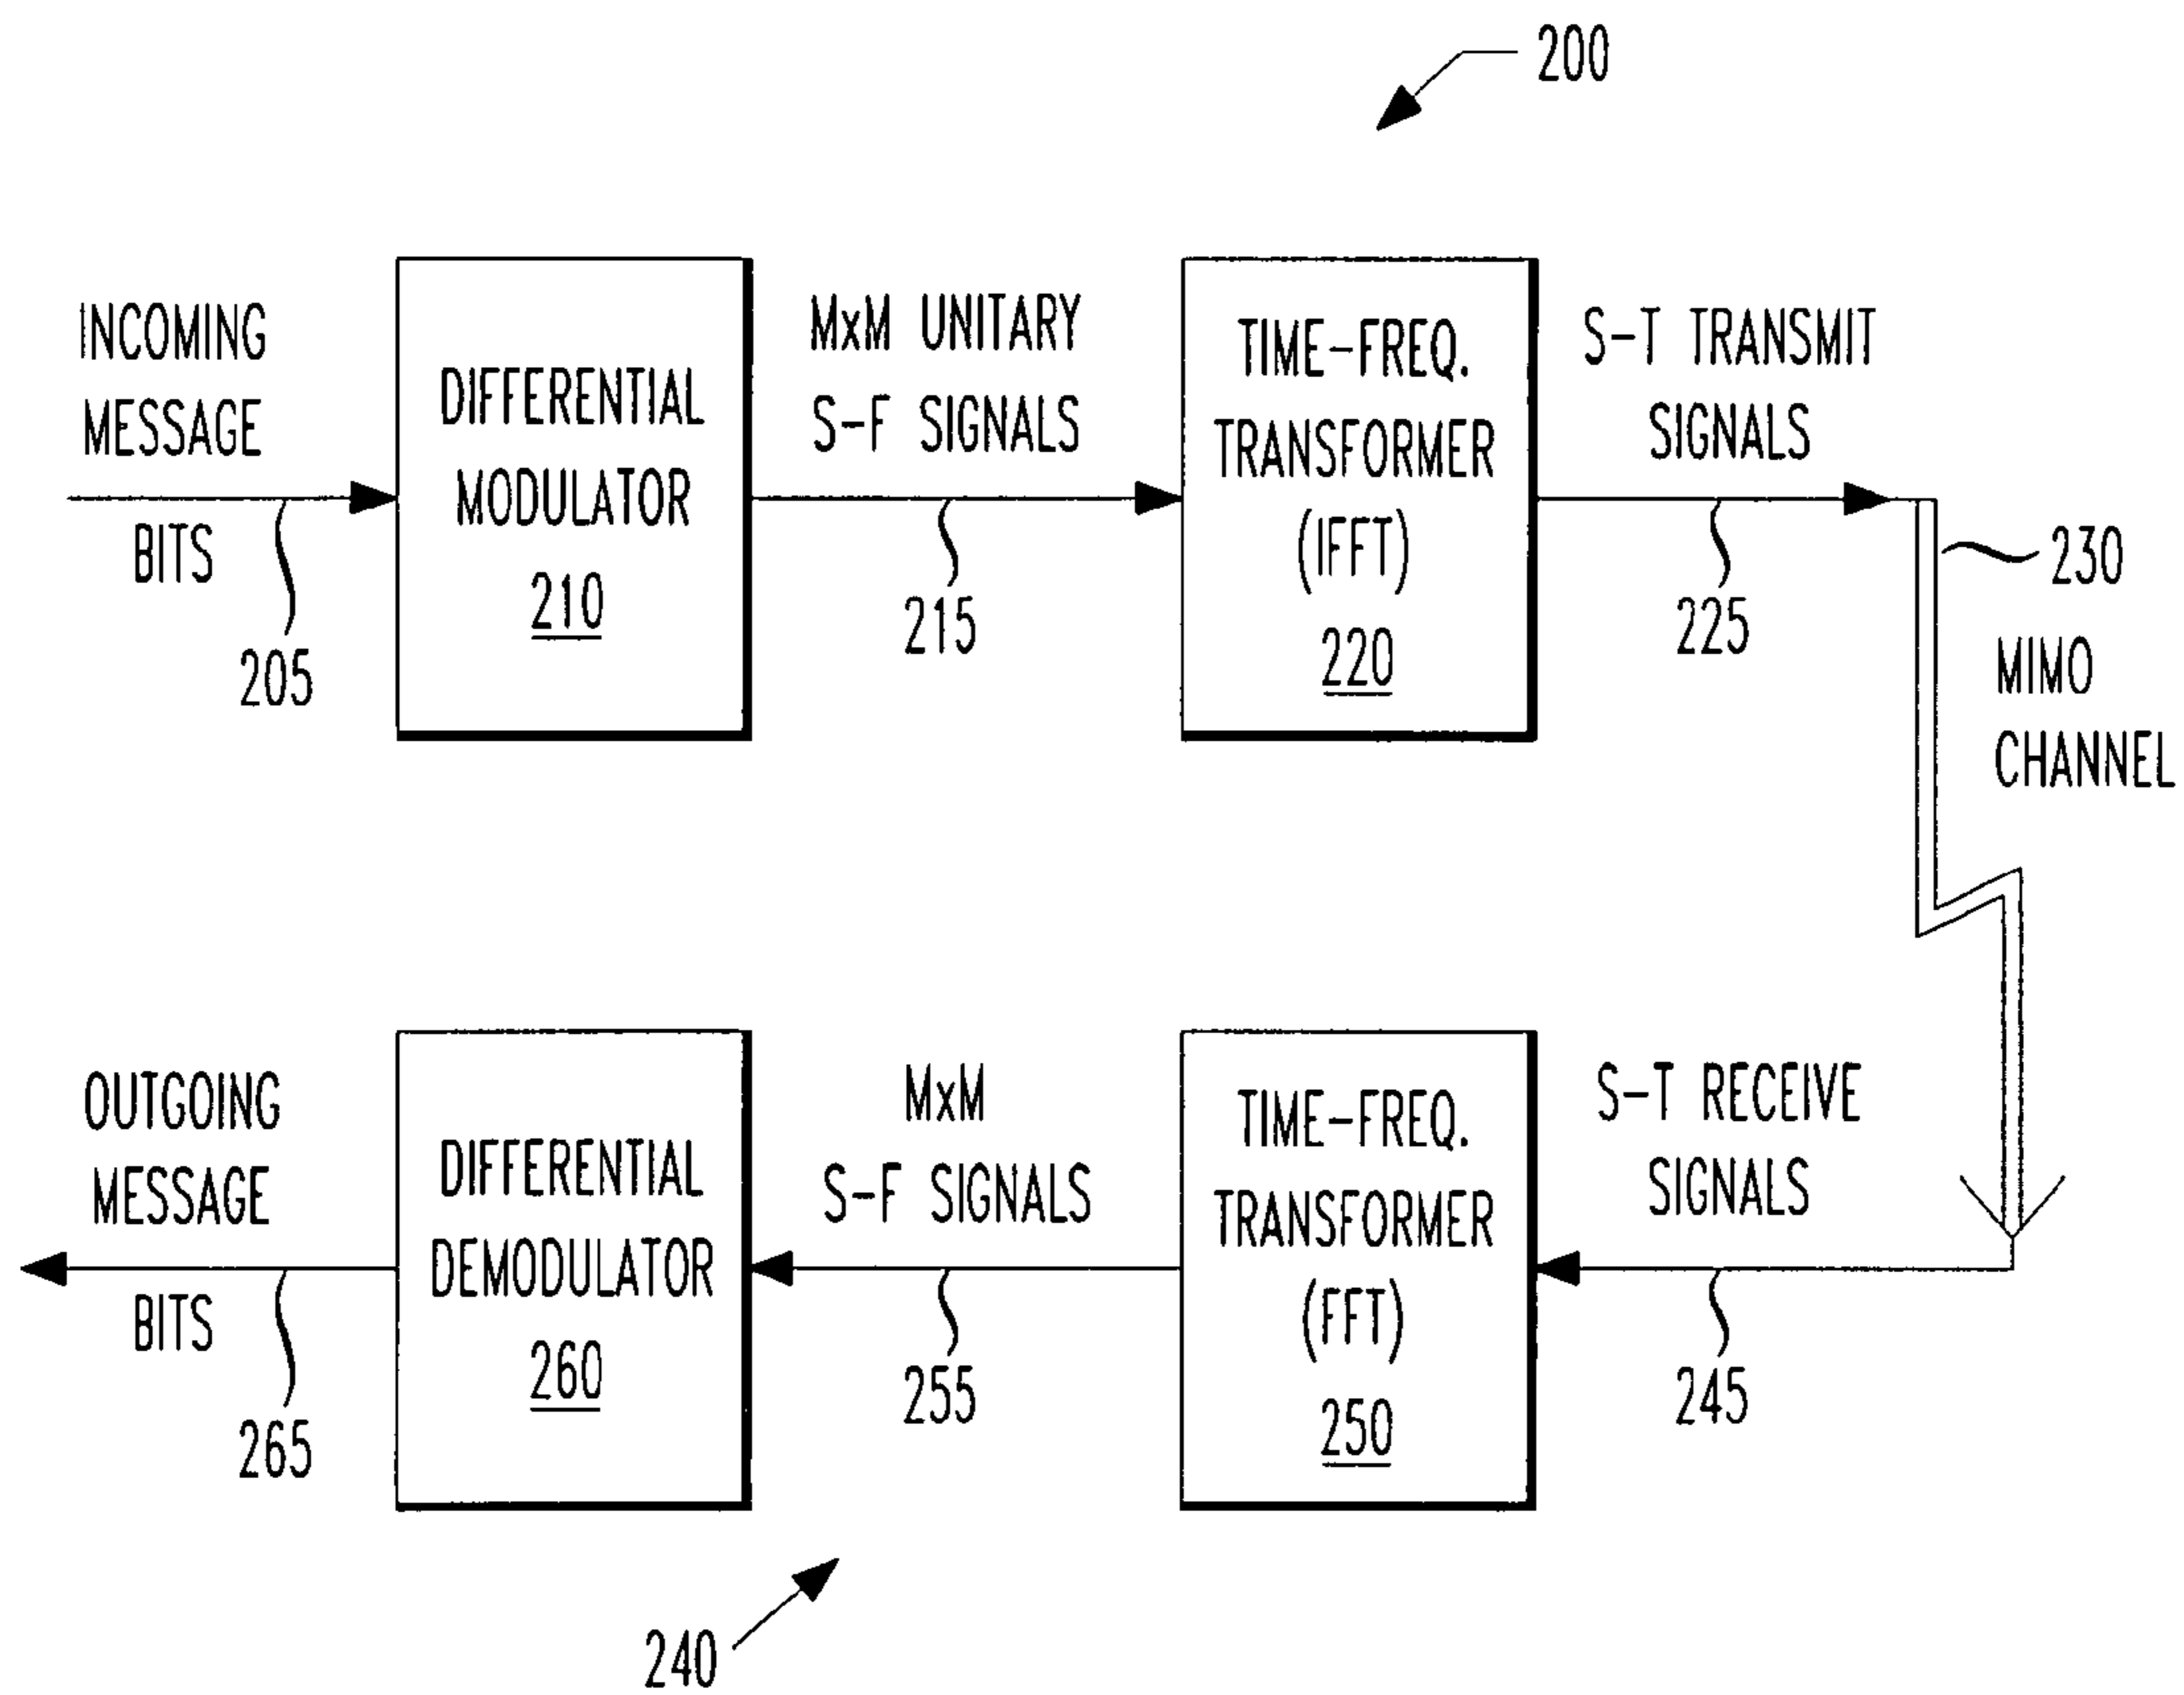 200
INCOMING
MESSAGE
BITS
205
DIFFERENTIAL
MODULATOR
210
MxM UNITARY
S-F SIGNALS
215
TIME-FREQ.
TRANSFORMER
(IFFT)
220
S-T TRANSMIT
SIGNALS
225
230
MIMO
CHANNEL
OUTGOING
MESSAGE
BITS
265
DIFFERENTIAL
DEMODULATOR
260
MxM
S-F SIGNALS
255
TIME-FREQ.
TRANSFORMER
(FFT)
250
S-T RECEIVE
SIGNALS
245
240